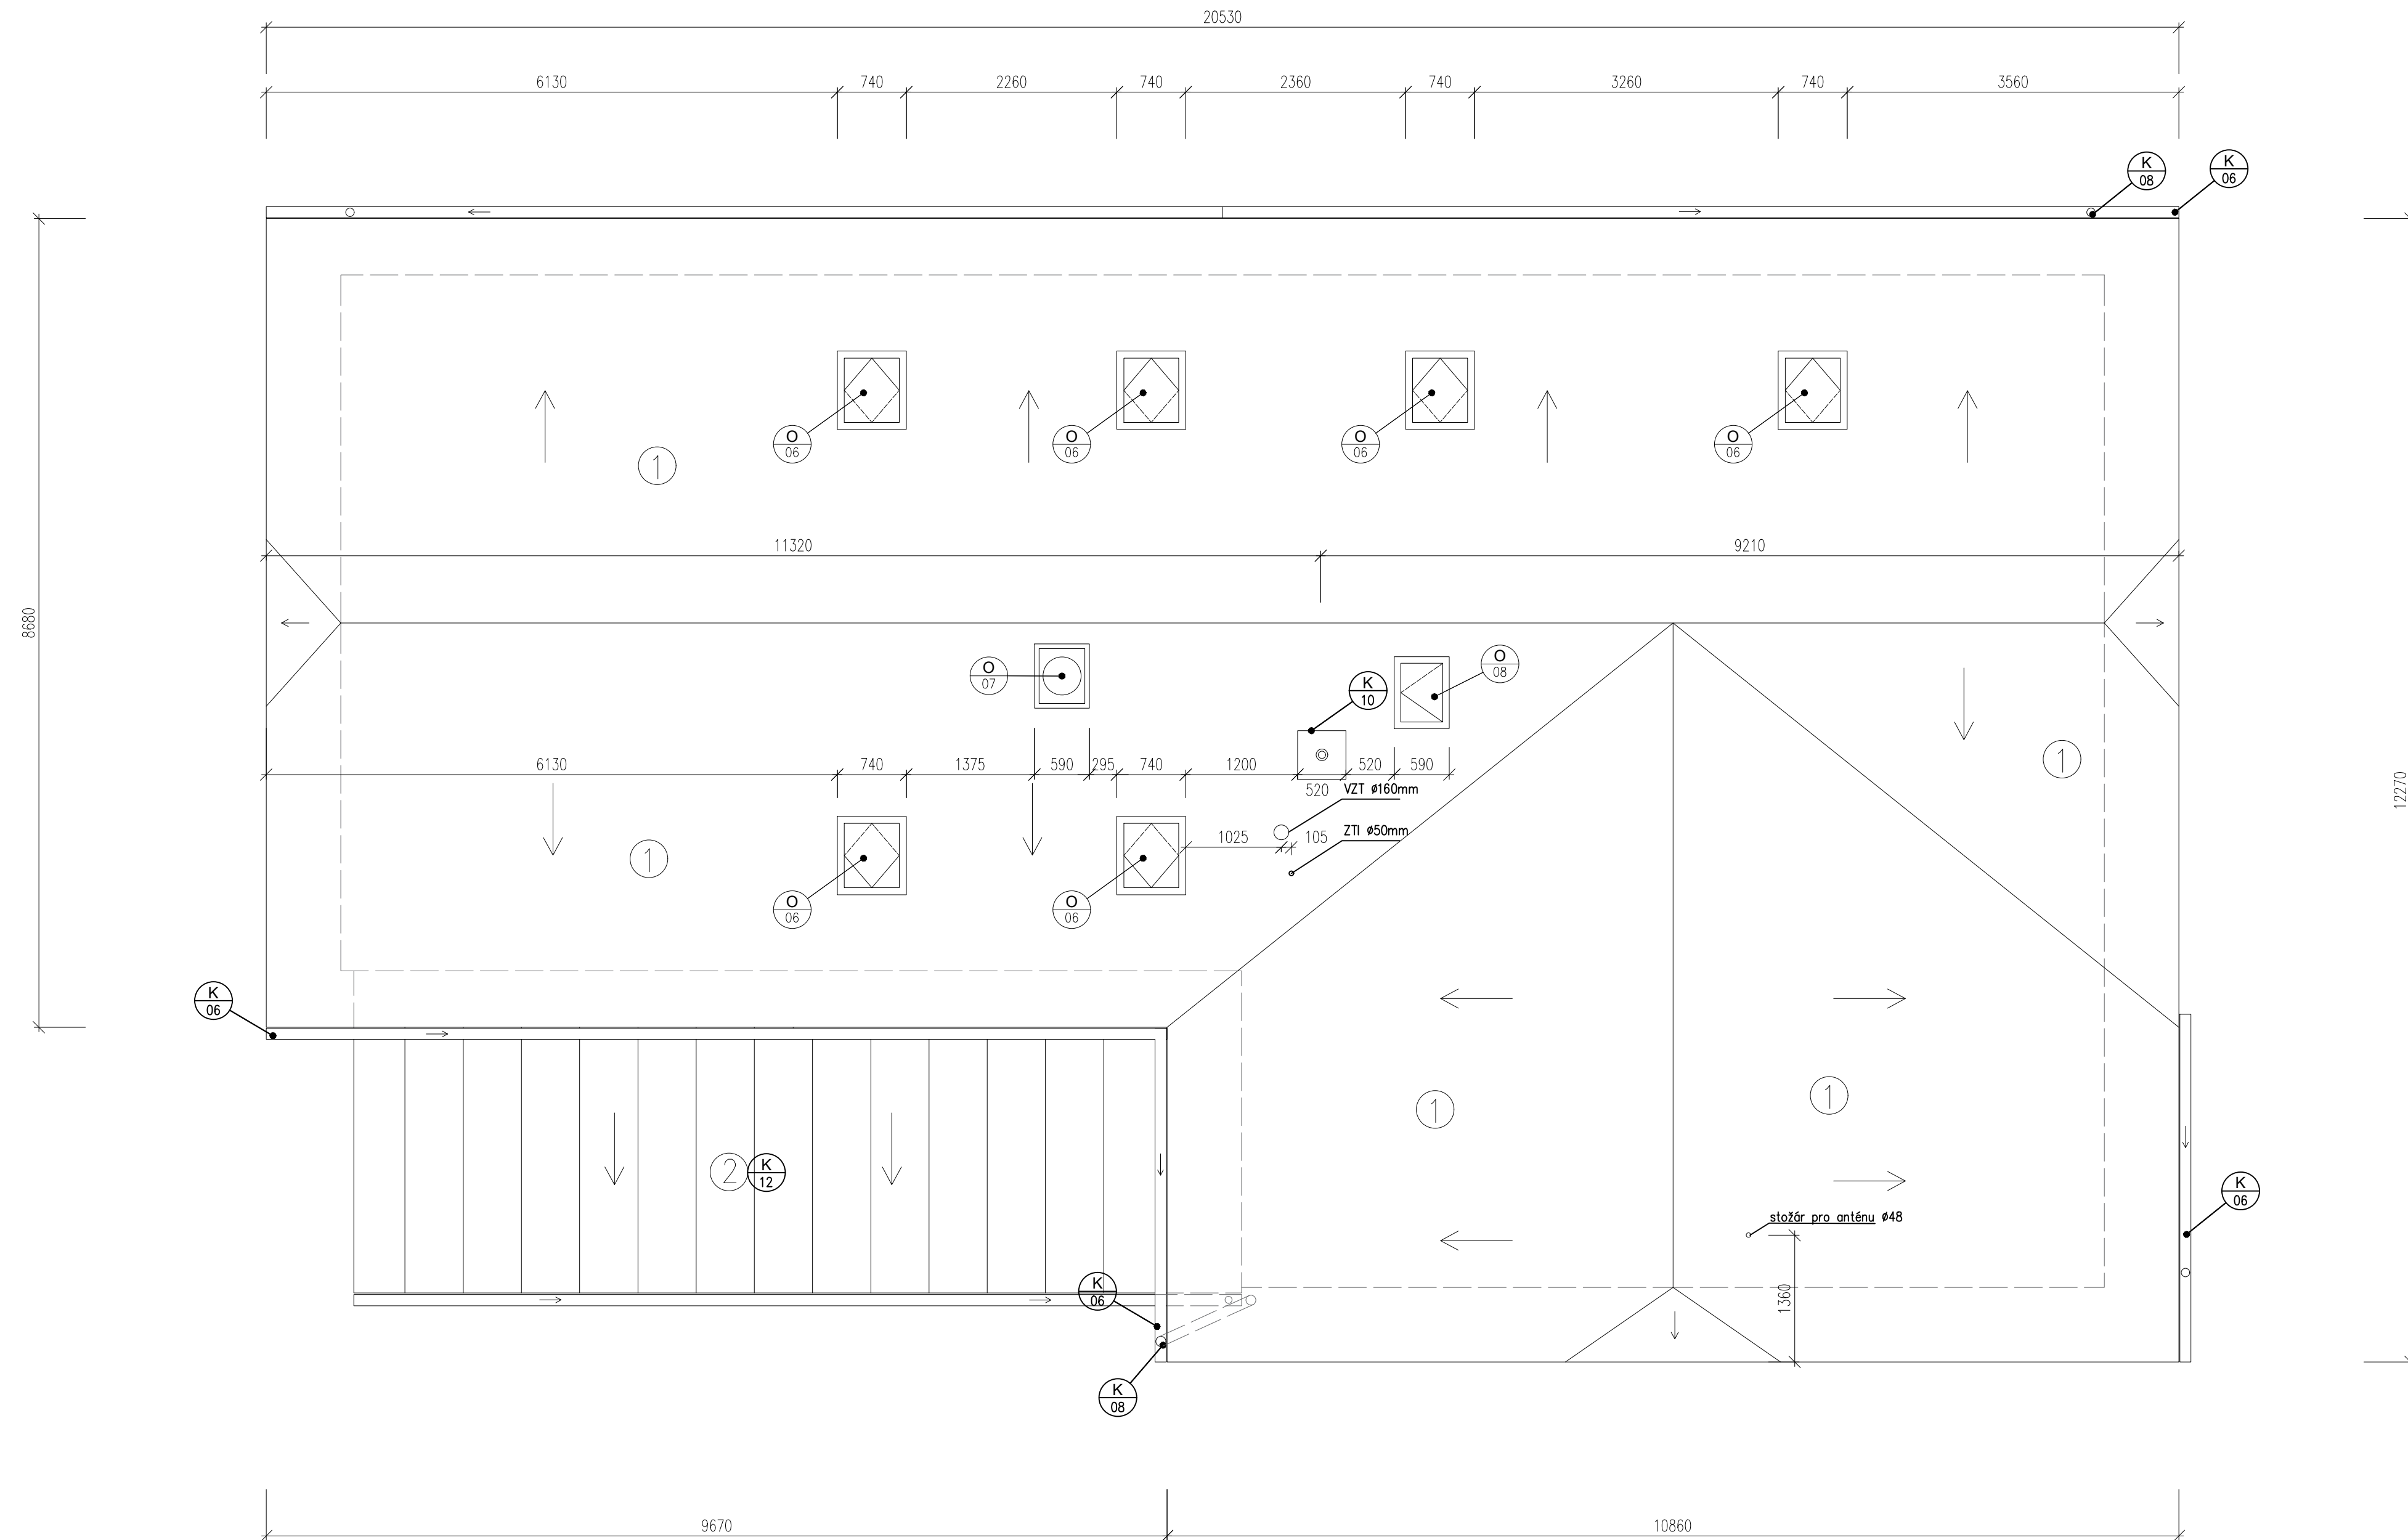 20530
6130 740 2260 740 2360 740 3260 740 3560
K
08
K
06
O
06
O
06
O
06
O
06
1
11320 9210
8680
O
07
K
10
O
08
6130 740 1375 590 295 740 1200 520 590
520
VZT ø160mm
1
12270
1025 105
ZTI ø50mm
1
O
06
O
06
K
06
1
1
2
K
12
K
06
stožár pro anténu ø48
1360
K
06
K
08
9670 10860